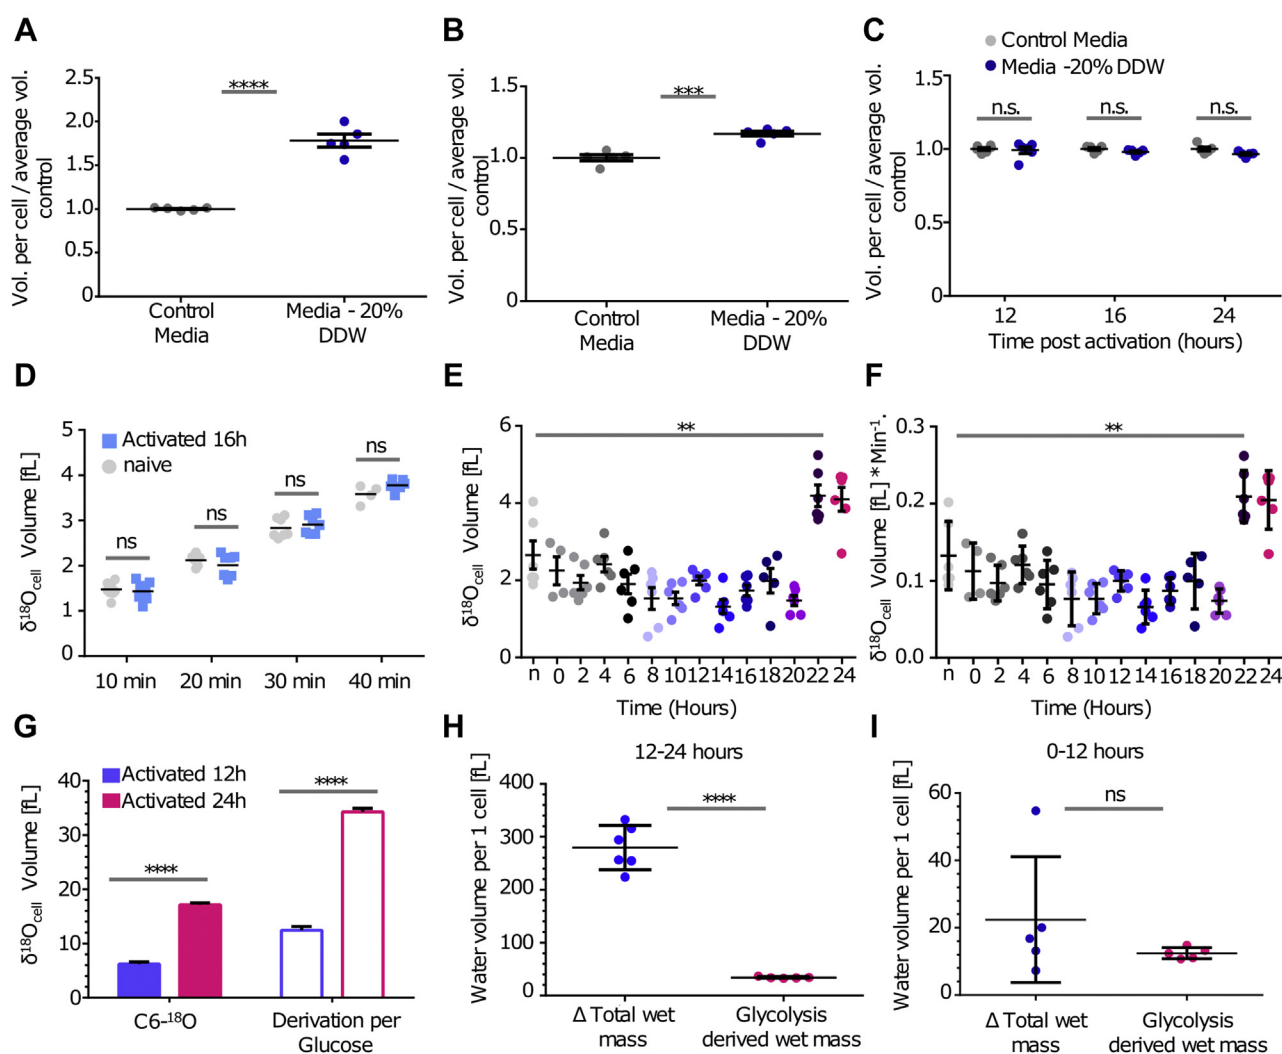 A
Vol. per cell / average vol.
control
2.5
2.0
1.5
1.0
0.5
0
****
Control
Media
Media - 20%
DDW
B
Vol. per cell / average vol.
control
1.5
1.0
0.5
0
***
Control
Media
Media - 20%
DDW
C
Control Media
Media -20% DDW
Vol. per cell / average vol.
control
1.5
1.0
0.5
0
n.s.
n.s.
n.s.
12
16
24
Time post activation (hours)
D
δ¹⁸O_cell Volume [fL]
5
4
3
2
1
0
Activated 16h
naive
ns
ns
ns
ns
10 min
20 min
30 min
40 min
E
δ¹⁸O_cell Volume [fL]
6
4
2
0
**
n 0 2 4 6 8 10 12 14 16 18 20 22 24
Time (Hours)
F
δ¹⁸O_cell Volume [fL] * Min⁻¹.
0.3
0.2
0.1
0.0
**
n 0 2 4 6 8 10 12 14 16 18 20 22 24
Time (Hours)
G
δ¹⁸O_cell Volume [fL]
40
30
20
10
0
Activated 12h
Activated 24h
****
****
C6-¹⁸O
Derivation per
Glucose
H
12-24 hours
Water volume per 1 cell [fL]
400
300
200
100
0
****
Δ Total wet
mass
Glycolysis
derived wet mass
I
0-12 hours
Water volume per 1 cell [fL]
60
40
20
0
ns
Δ Total wet
mass
Glycolysis
derived wet mass